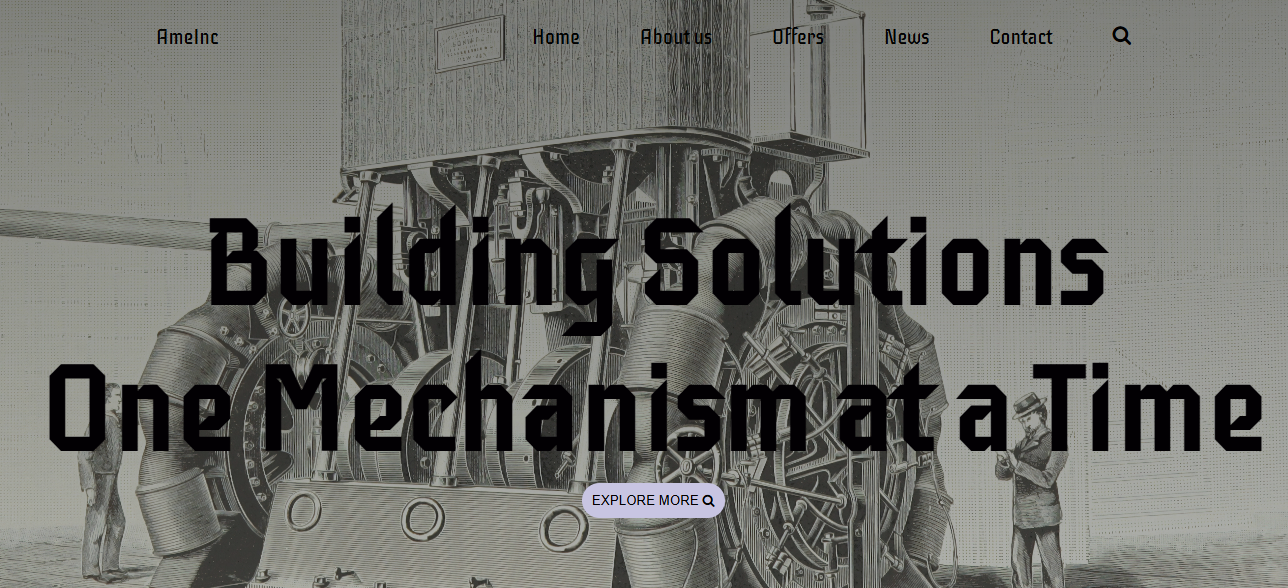 AmeInc Home About us Offers News Contact
Building Solutions
One Mechanism at a Time
EXPLORE MORE